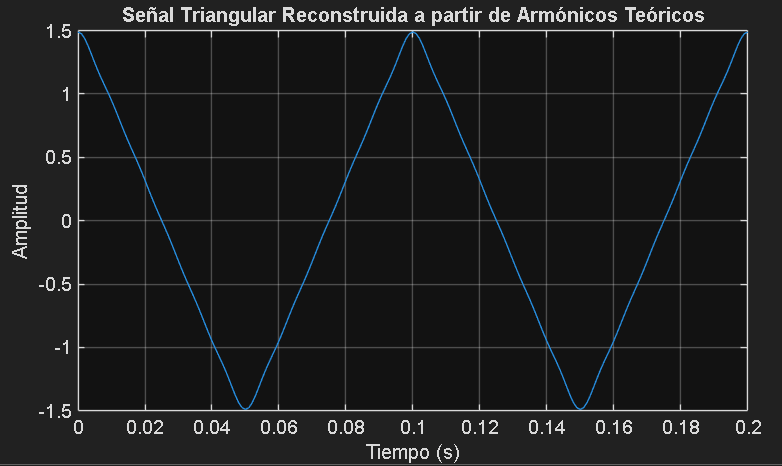 Señal Triangular Reconstruida a partir de Armónicos Teóricos
1.5
1
0.5
0
-0.5
-1
-1.5
Amplitud
0 0.02 0.04 0.06 0.08 0.1 0.12 0.14 0.16 0.18 0.2
Tiempo (s)